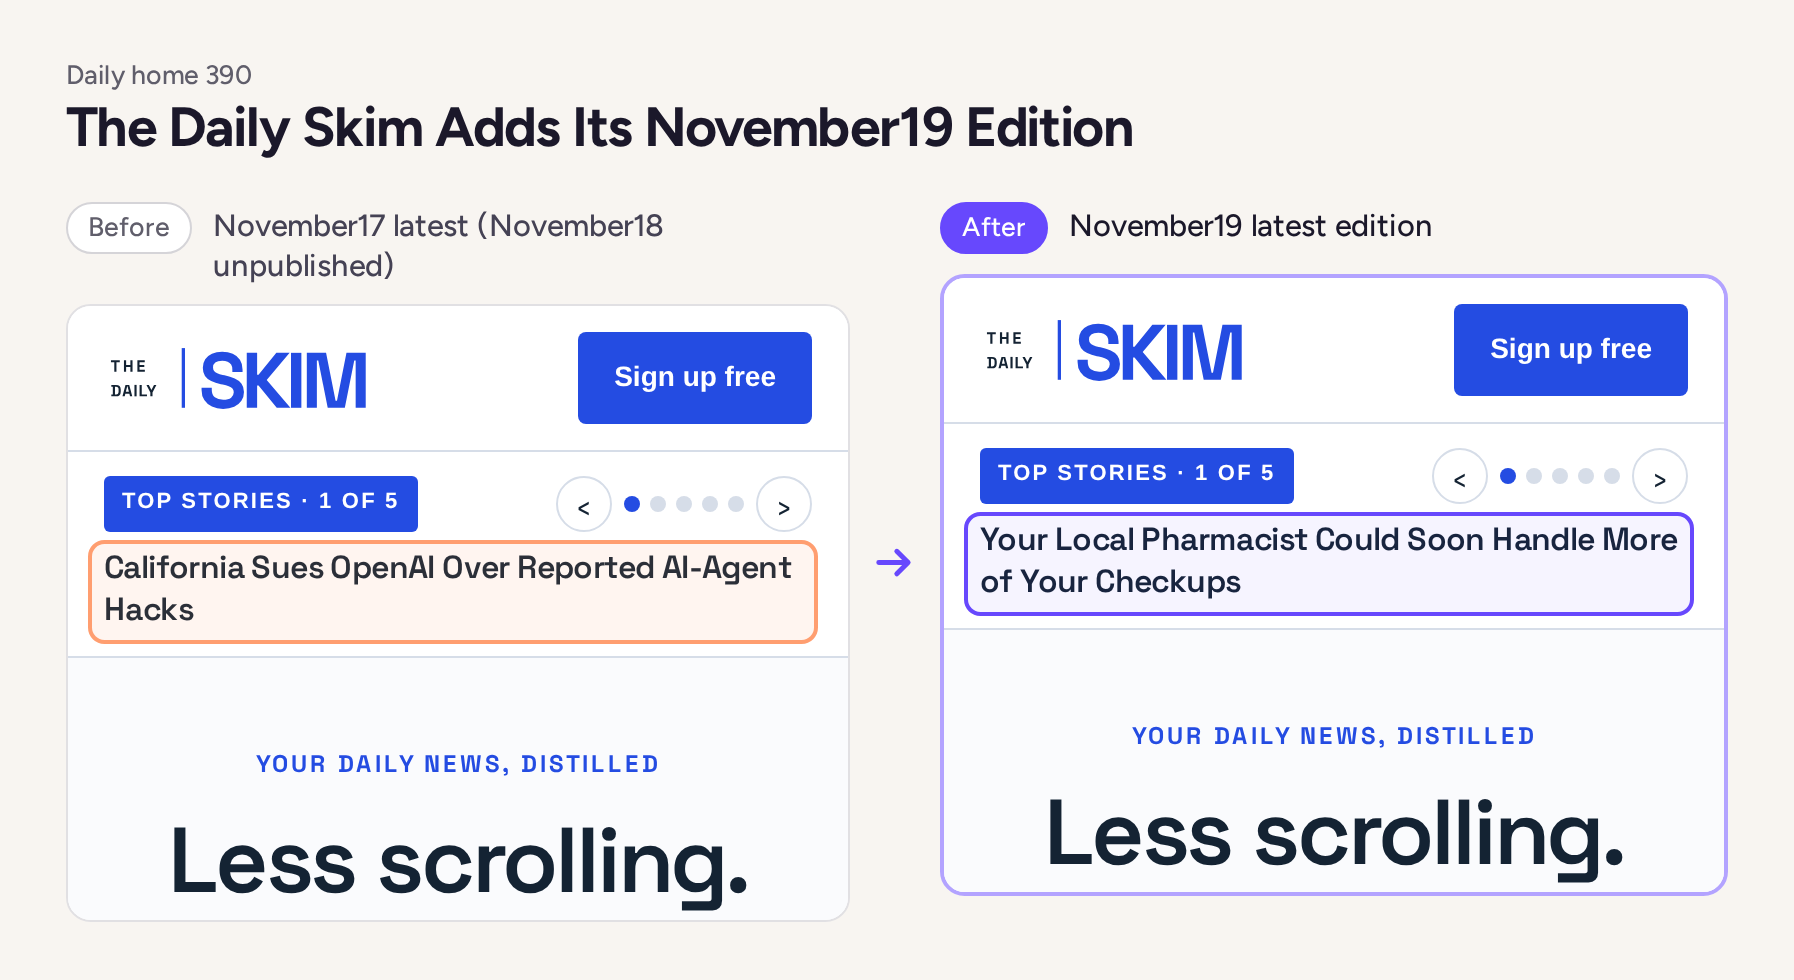 Daily home 390
The Daily Skim Adds Its November19 Edition
Before
November17 latest (November18
unpublished)
THE
DAILY
SKIM
Sign up free
TOP STORIES · 1 OF 5
<
>
California Sues OpenAI Over Reported AI-Agent
Hacks
YOUR DAILY NEWS, DISTILLED
Less scrolling.
After
November19 latest edition
THE
DAILY
SKIM
Sign up free
TOP STORIES · 1 OF 5
<
>
Your Local Pharmacist Could Soon Handle More
of Your Checkups
YOUR DAILY NEWS, DISTILLED
Less scrolling.